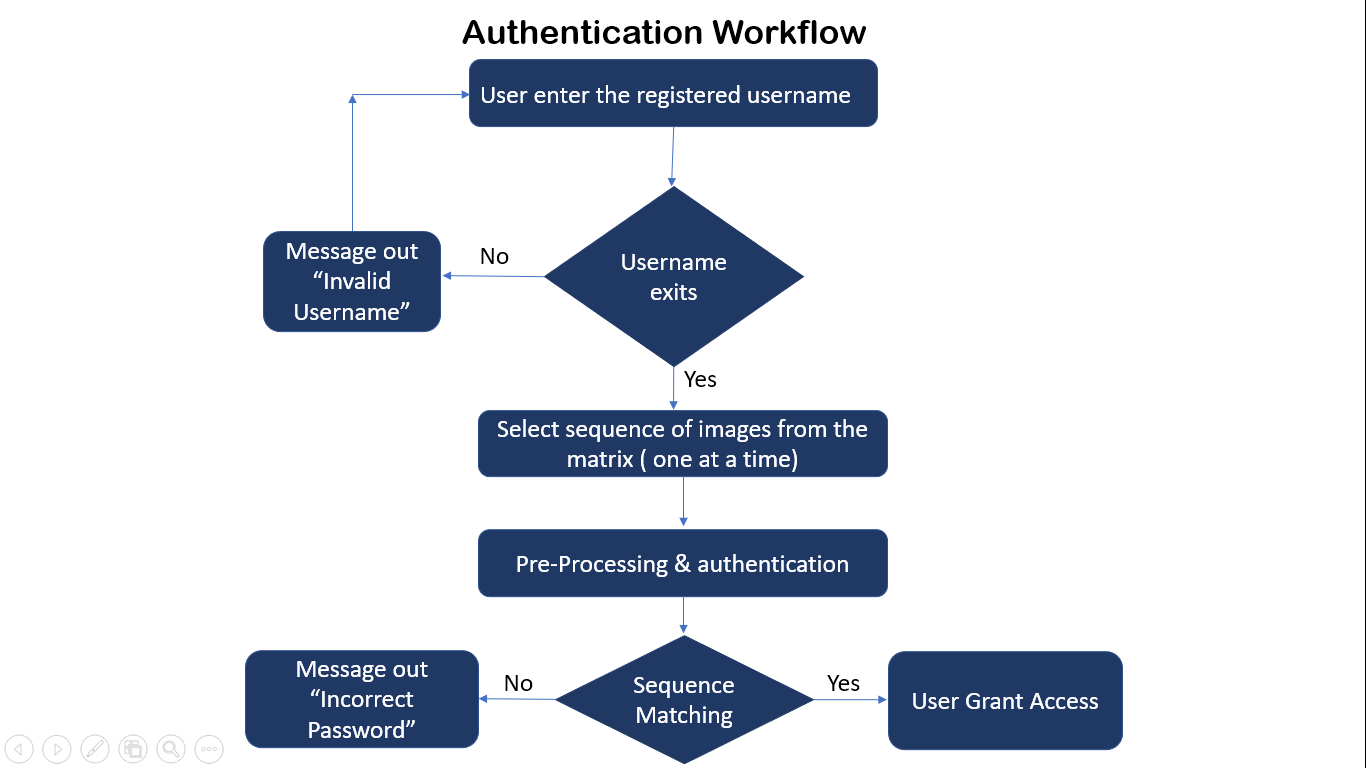 Authentication Workflow
User enter the registered username
Message out
“Invalid
Username”
No
Username
exits
Yes
Select sequence of images from the
matrix ( one at a time)
Pre-Processing & authentication
Message out
“Incorrect
Password”
No
Sequence
Matching
Yes
User Grant Access